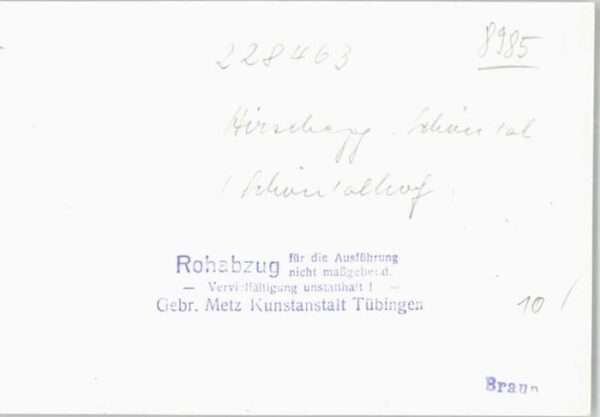 8985
228463
Hirschegg Schöntal
(Schöntalhof)
Rohabzug für die Ausführung
nicht maßgebend.
— Vervielfältigung unstatthaft ! —
Gebr. Metz Kunstanstalt Tübingen
10 /
Braun